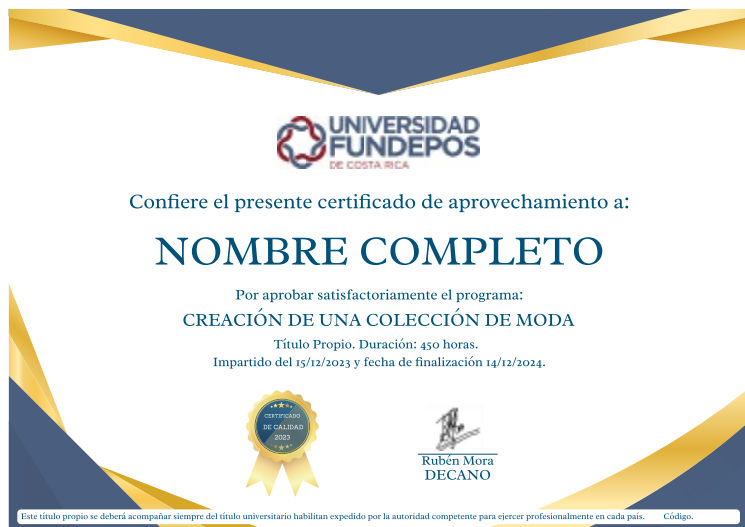 UNIVERSIDAD
FUNDEPOS
DE COSTA RICA
Confiere el presente certificado de aprovechamiento a:
NOMBRE COMPLETO
Por aprobar satisfactoriamente el programa:
CREACIÓN DE UNA COLECCIÓN DE MODA
Título Propio. Duración: 450 horas.
Impartido del 15/12/2023 y fecha de finalización 14/12/2024.
CERTIFICADO
DE CALIDAD
2023
Rubén Mora
DECANO
Este título propio se deberá acompañar siempre del título universitario habilitan expedido por la autoridad competente para ejercer profesionalmente en cada país. Código.